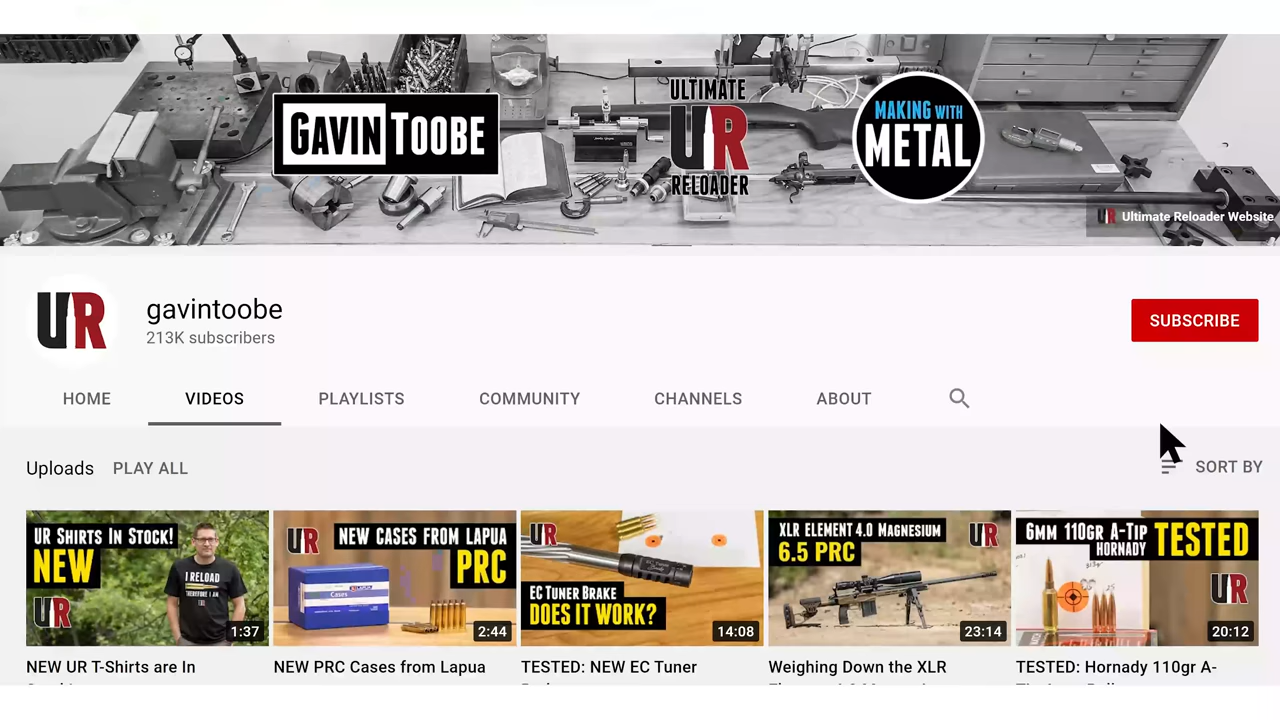 GAVIN TOOBE
ULTIMATE
UR
RELOADER
MAKING WITH
METAL
UR Ultimate Reloader Website
UR
gavintoobe
213K subscribers
SUBSCRIBE
HOME
VIDEOS
PLAYLISTS
COMMUNITY
CHANNELS
ABOUT
Uploads
PLAY ALL
SORT BY
UR SHIRTS IN STOCK!
NEW
UR
I RELOAD
THEREFORE I AM
1:37
UR
NEW CASES FROM LAPUA
PRC
Cases
2:44
UR
EC TUNER BRAKE
DOES IT WORK?
14:08
XLR ELEMENT 4.0 MAGNESIUM
6.5 PRC
UR
23:14
6MM 110GR A-TIP
HORNADY TESTED
UR
20:12
NEW UR T-Shirts are In
NEW PRC Cases from Lapua
TESTED: NEW EC Tuner
Weighing Down the XLR
TESTED: Hornady 110gr A-